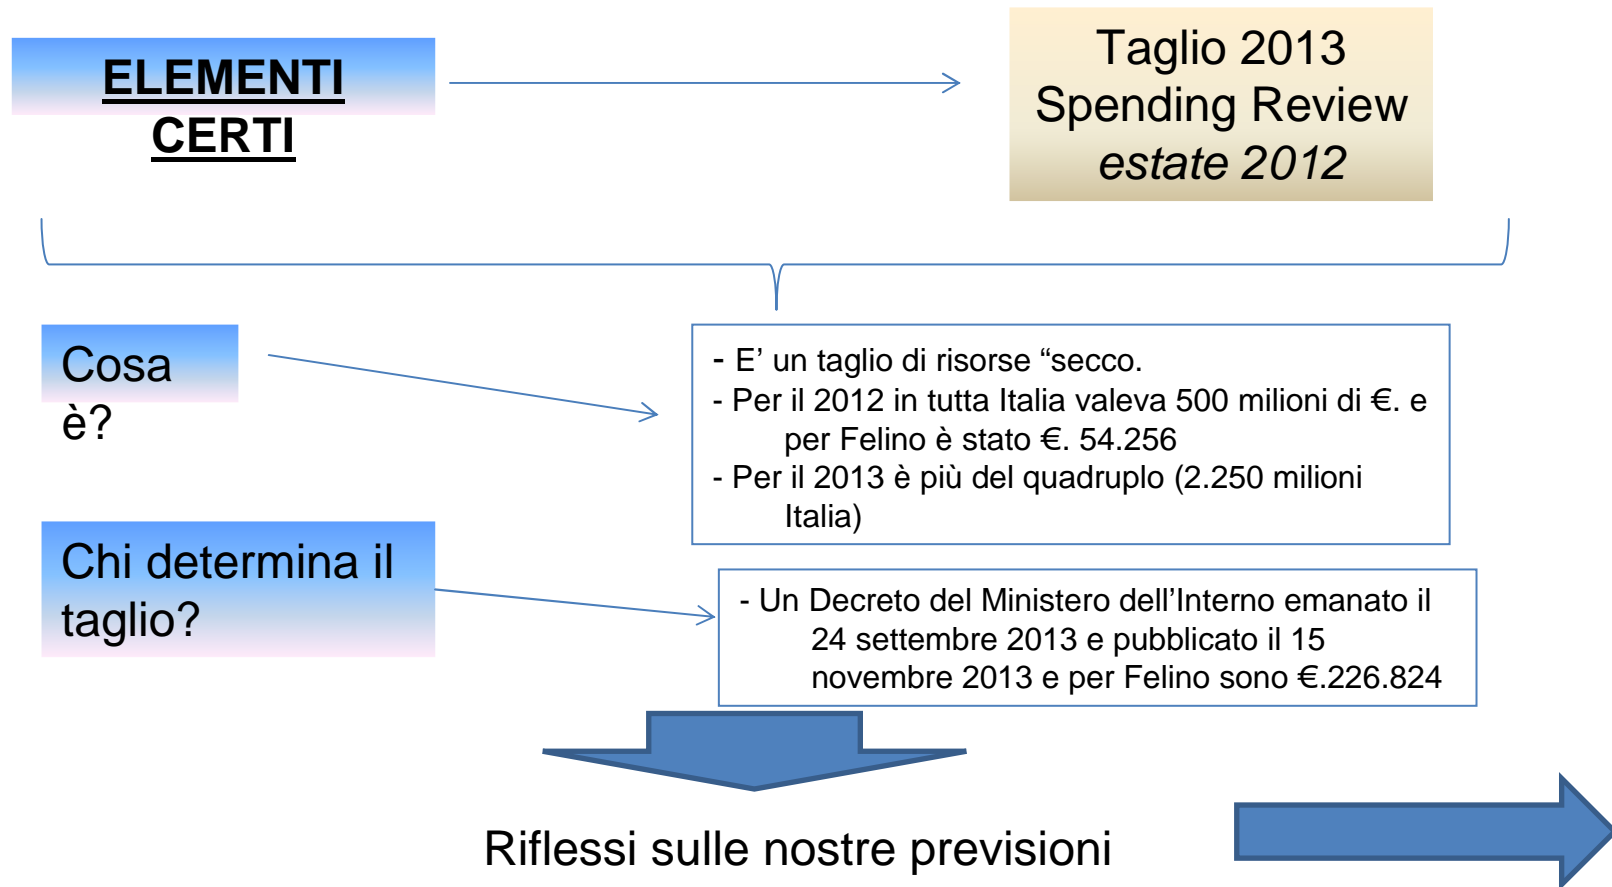 ELEMENTI
CERTI
Taglio 2013
Spending Review
estate 2012
Cosa
è?
- E’ un taglio di risorse “secco.
- Per il 2012 in tutta Italia valeva 500 milioni di €. e
per Felino è stato €. 54.256
- Per il 2013 è più del quadruplo (2.250 milioni
Italia)
Chi determina il
taglio?
- Un Decreto del Ministero dell’Interno emanato il
24 settembre 2013 e pubblicato il 15
novembre 2013 e per Felino sono €.226.824
Riflessi sulle nostre previsioni